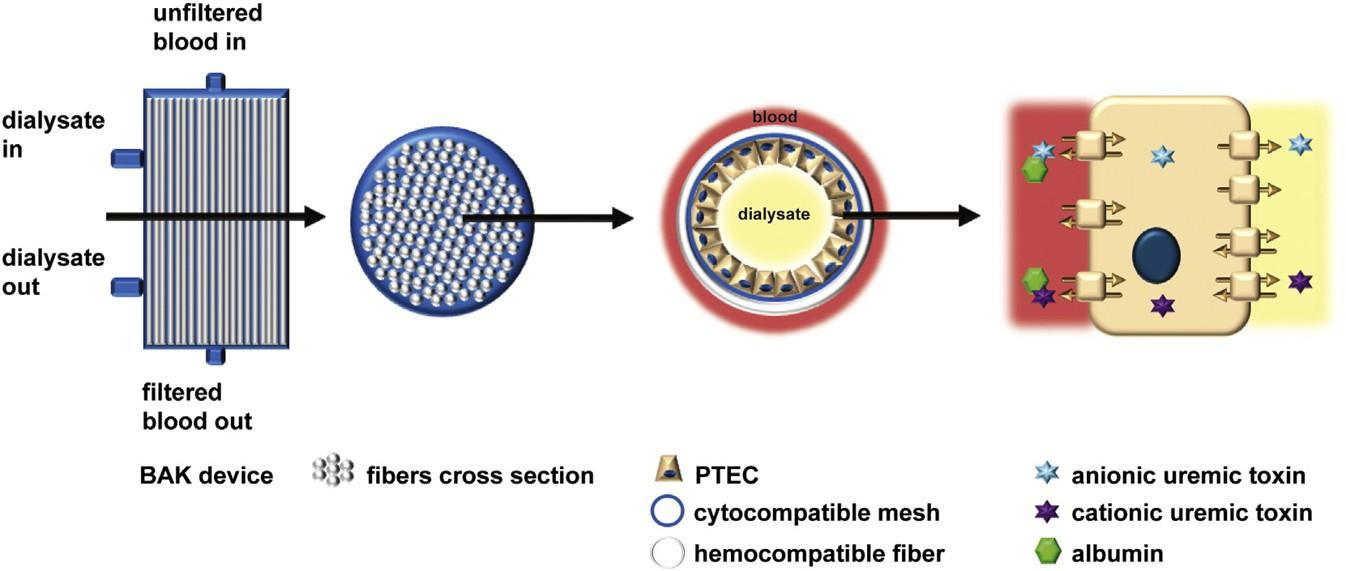 unfiltered
blood in
dialysate
in
dialysate
out
filtered
blood out
blood
dialysate
BAK device
fibers cross section
PTEC
cytocompatible mesh
hemocompatible fiber
anionic uremic toxin
cationic uremic toxin
albumin